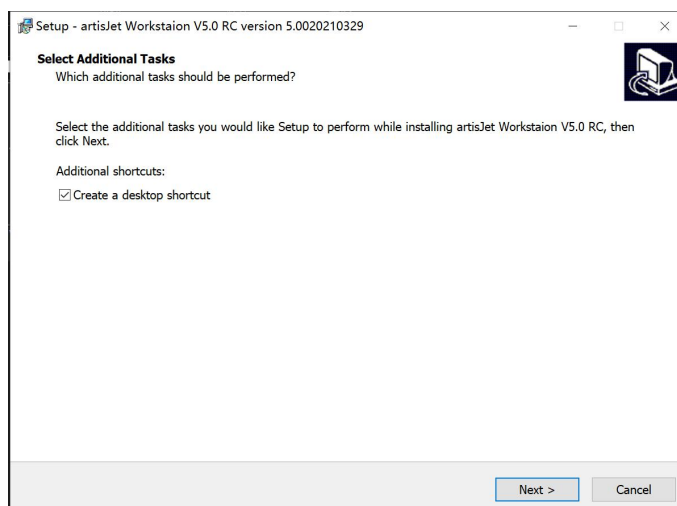 Setup - artisJet Workstaion V5.0 RC version 5.0020210329
Select Additional Tasks
Which additional tasks should be performed?
Select the additional tasks you would like Setup to perform while installing artisJet Workstaion V5.0 RC, then
click Next.
Additional shortcuts:
Create a desktop shortcut
Next >
Cancel